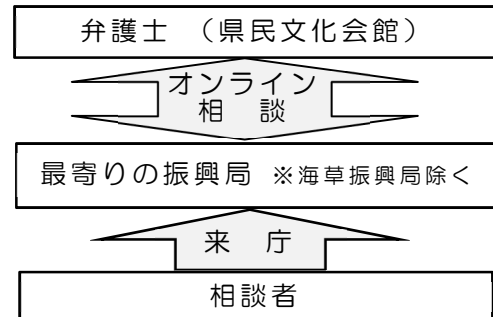 弁護士 （県民文化会館）
オンライン
相　談
最寄りの振興局 ※海草振興局除く
来　庁
相談者